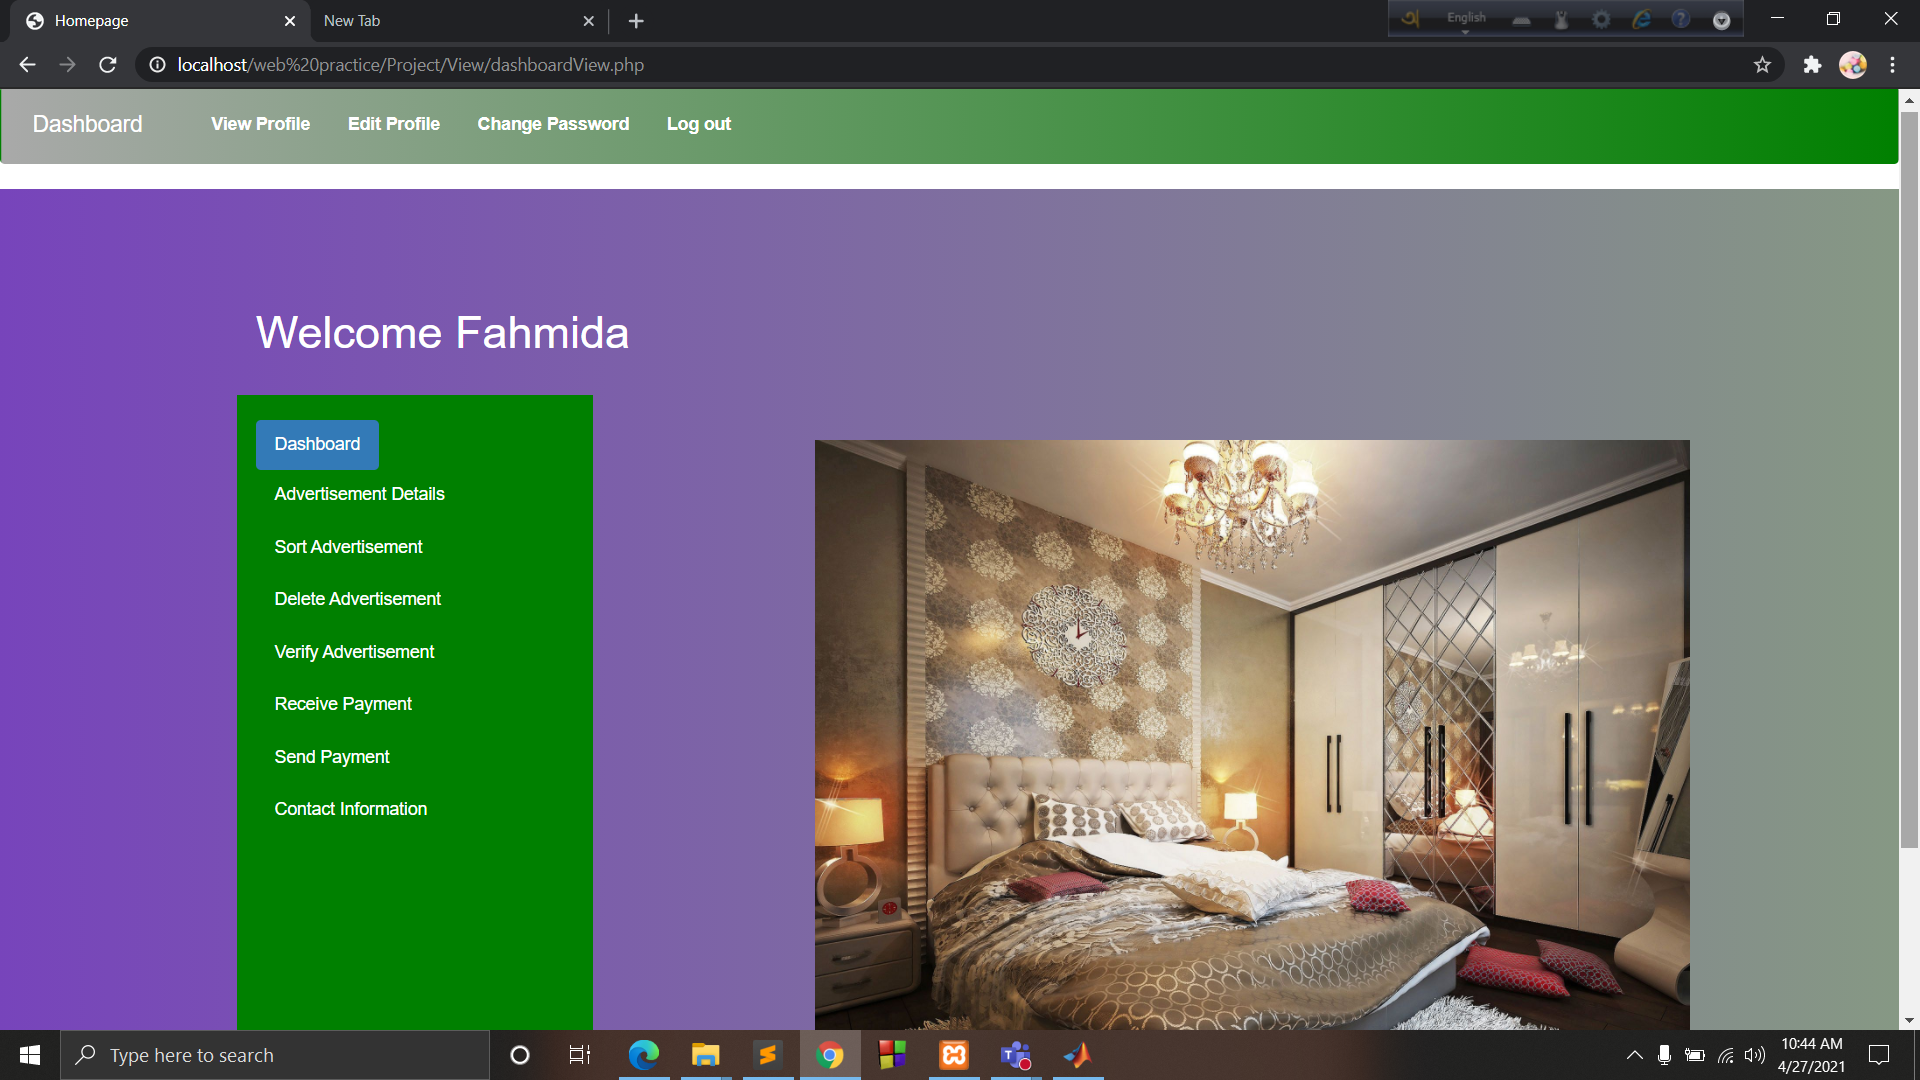 Homepage
New Tab
English
localhost/web%20practice/Project/View/dashboardView.php
Dashboard View Profile Edit Profile Change Password Log out
Welcome Fahmida
Dashboard
Advertisement Details
Sort Advertisement
Delete Advertisement
Verify Advertisement
Receive Payment
Send Payment
Contact Information
Type here to search
10:44 AM
4/27/2021